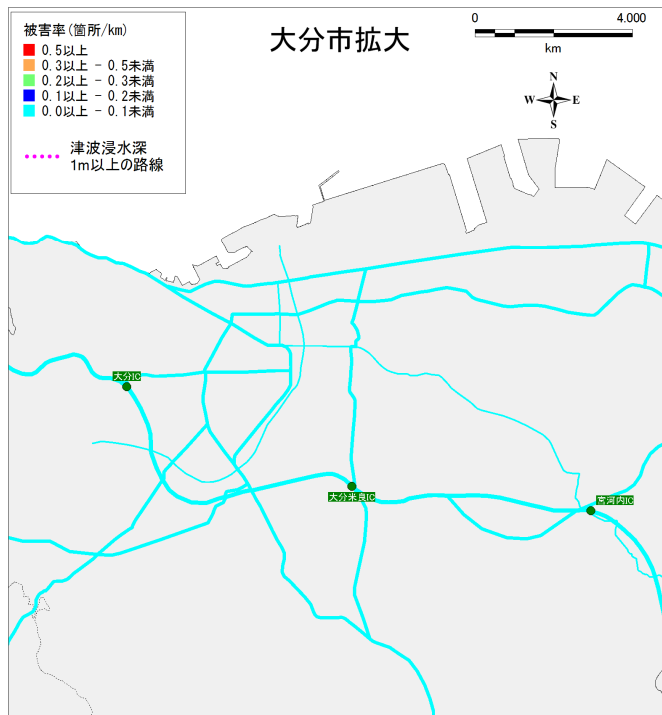 被害率(箇所/km)
0.5以上
0.3以上 - 0.5未満
0.2以上 - 0.3未満
0.1以上 - 0.2未満
0.0以上 - 0.1未満
津波浸水深
1m以上の路線
大分市拡大
0 4.000
km
N
W E
S
大分IC
大分米良IC
宮河内IC